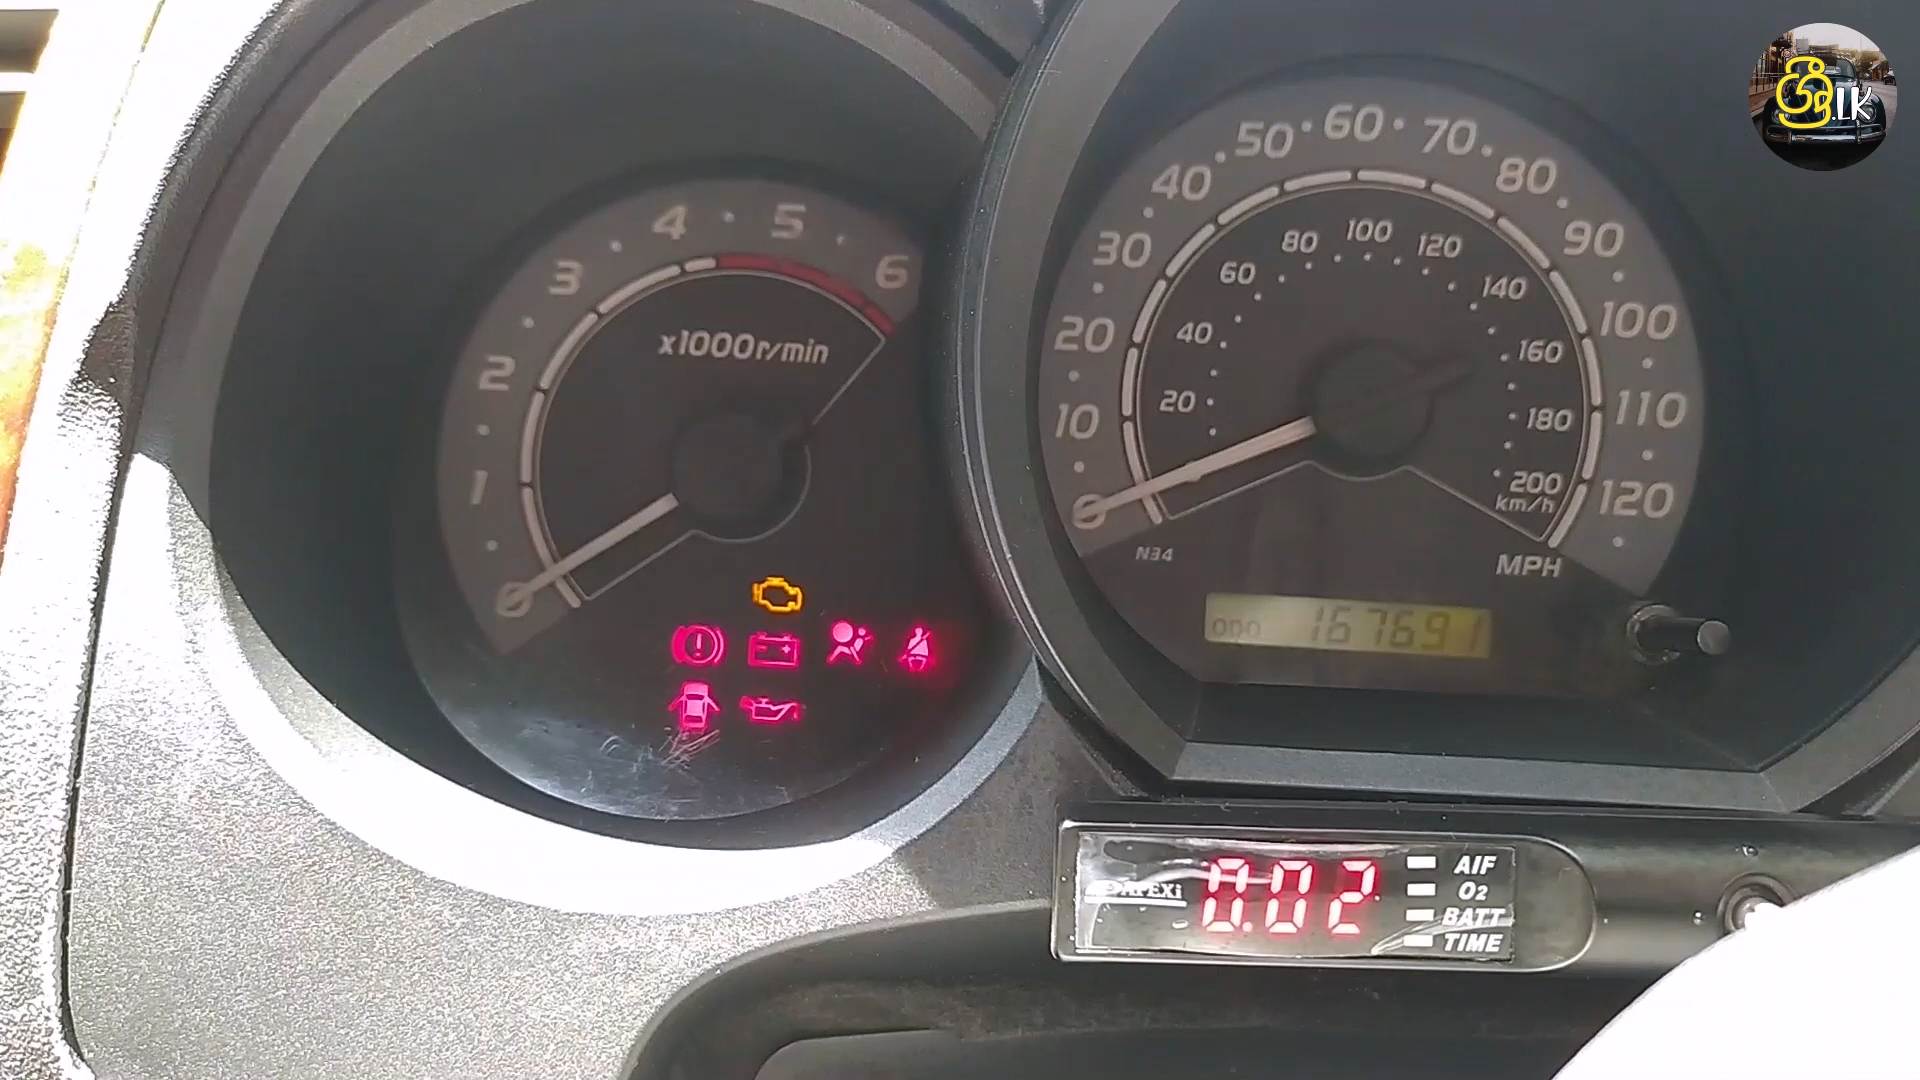 x1000r/min
0
1
2
3
4
5
6
0
10
20
30
40
50
60
70
80
90
100
110
120
20
40
60
80
100
120
140
160
180
200
km/h
MPH
N34
ODO 167691
APEXi
0.02
A/F
O2
BATT
TIME
ශ්‍රී.LK